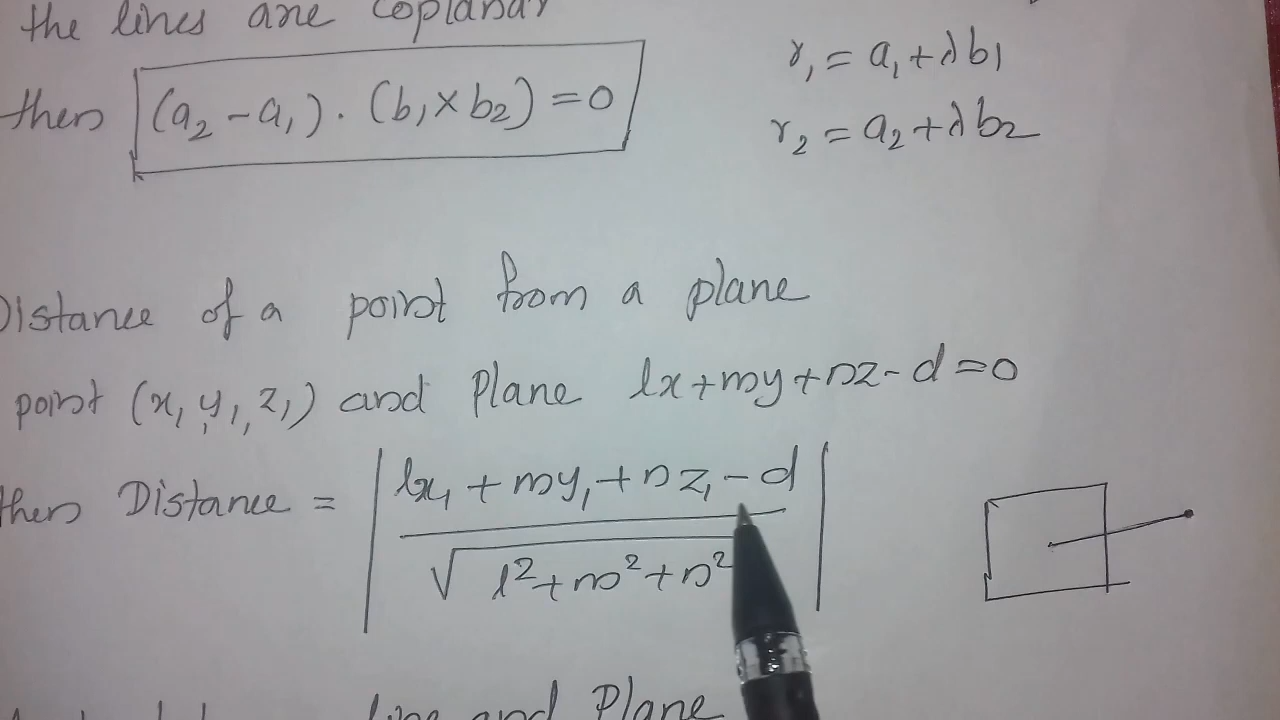 the lines are coplanar
then (a₂ - a₁) · (b₁ × b₂) = 0
r₁ = a₁ + λb₁
r₂ = a₂ + λb₂
Distance of a point from a plane
point (x₁, y₁, z₁) and Plane lx + my + nz - d = 0
then Distance = | lx₁ + my₁ + nz₁ - d / √ l² + m² + n² |
line and Plane